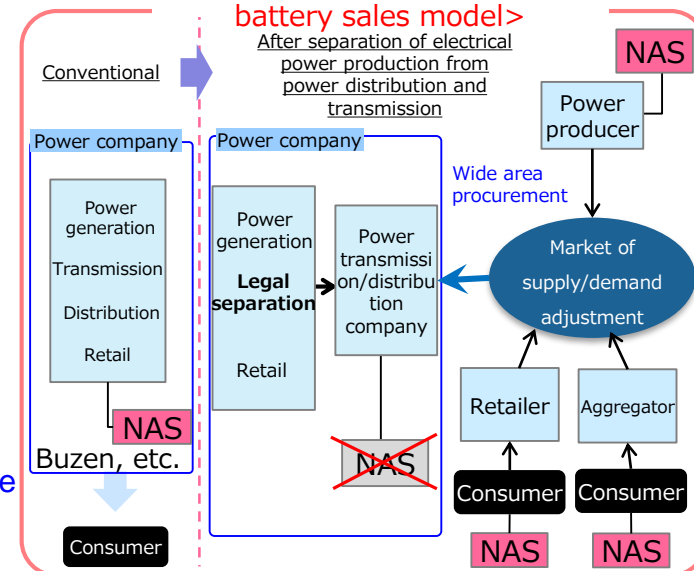 battery sales model>
Conventional
After separation of electrical
power production from
power distribution and
transmission
Power company
Power
generation
Transmission
Distribution
Retail
NAS
Buzen, etc.
e
Consumer
Power company
Power
generation
Legal
separation
Retail
Power
transmissi
on/distribu
tion
company
NAS
NAS
Power
producer
Wide area
procurement
Market of
supply/demand
adjustment
Retailer
Aggregator
Consumer
Consumer
NAS
NAS